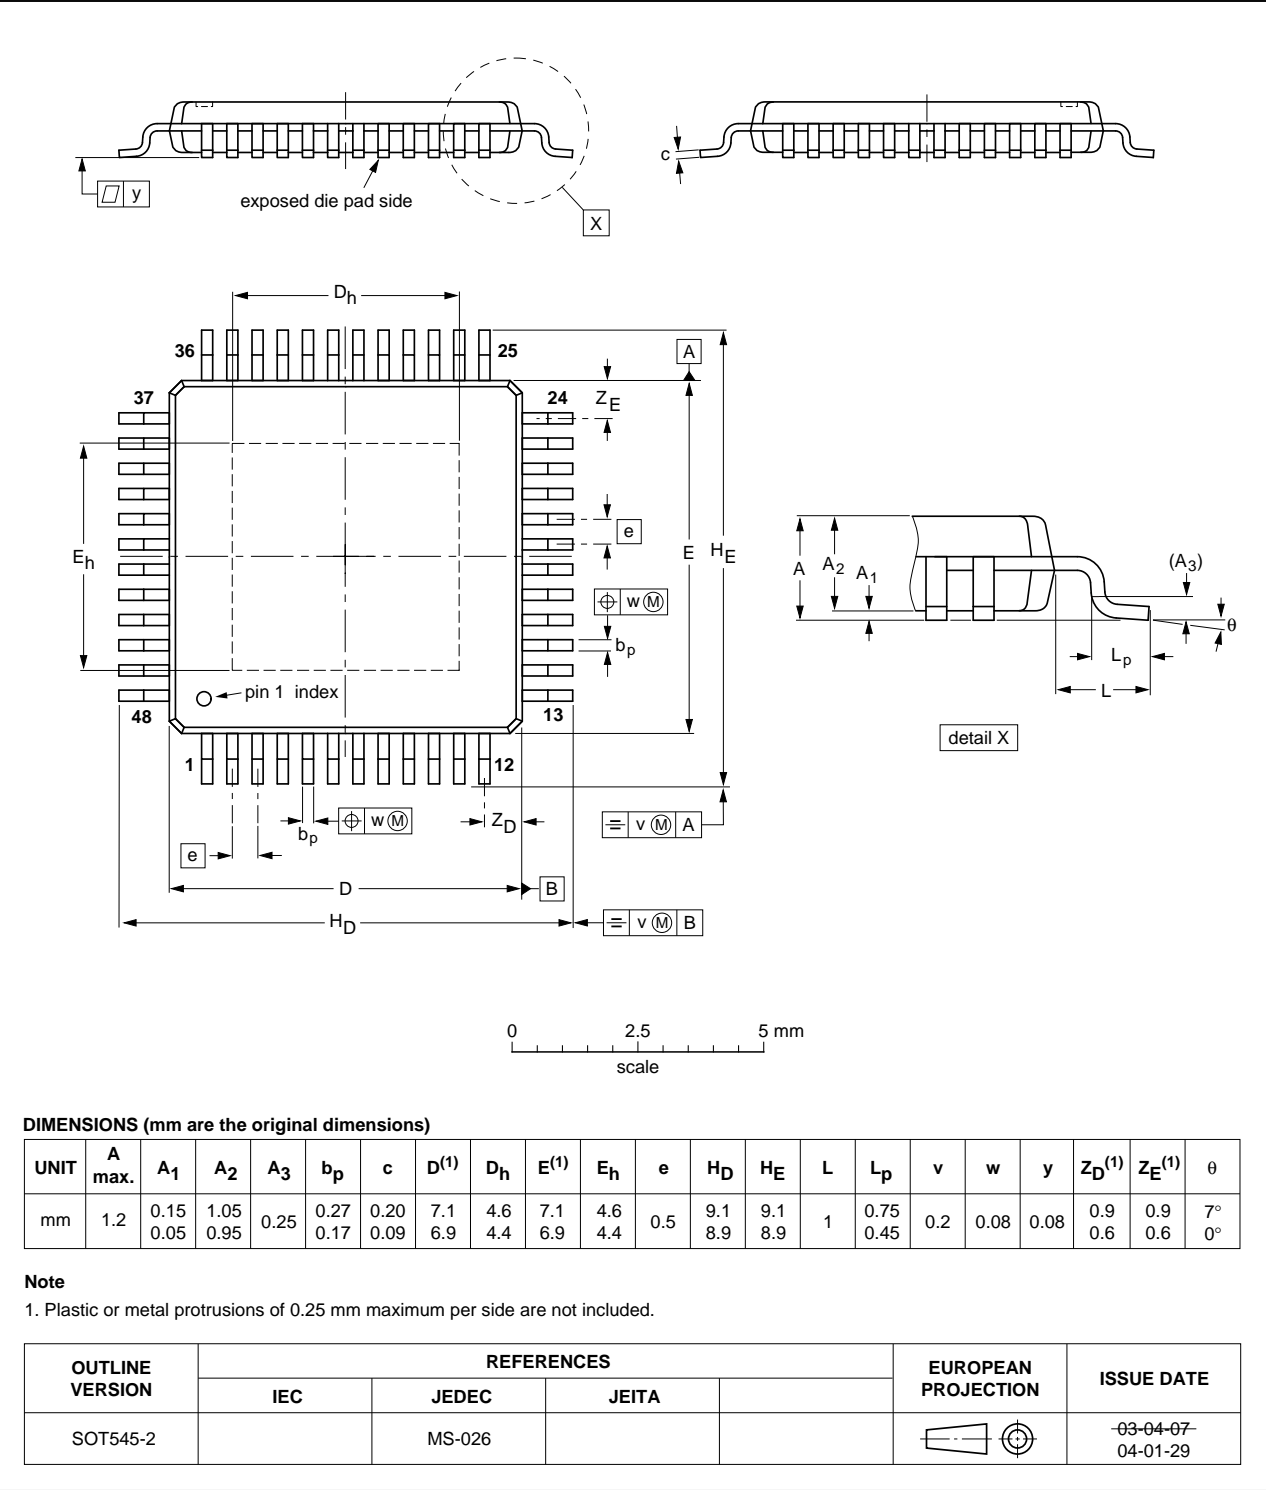 c
y
exposed die pad side
X
Dh
36
25
A
37
24
ZE
e
Eh
E
HE
w M
bp
pin 1 index
48
13
1
12
bp
w M
ZD
v M A
e
D
B
HD
v M B
A
A2
A1
(A3)
θ
Lp
L
detail X
0 2.5 5 mm
scale
DIMENSIONS (mm are the original dimensions)
UNIT A max. A1 A2 A3 bp c D(1) Dh E(1) Eh e HD HE L Lp v w y ZD(1) ZE(1) θ
mm 1.2 0.15 0.05 1.05 0.95 0.25 0.27 0.17 0.20 0.09 7.1 6.9 4.6 4.4 7.1 6.9 4.6 4.4 0.5 9.1 8.9 9.1 8.9 1 0.75 0.45 0.2 0.08 0.08 0.9 0.6 0.9 0.6 7° 0°
Note
1. Plastic or metal protrusions of 0.25 mm maximum per side are not included.
OUTLINE VERSION
REFERENCES
EUROPEAN PROJECTION
ISSUE DATE
IEC JEDEC JEITA
SOT545-2 MS-026
03-04-07
04-01-29